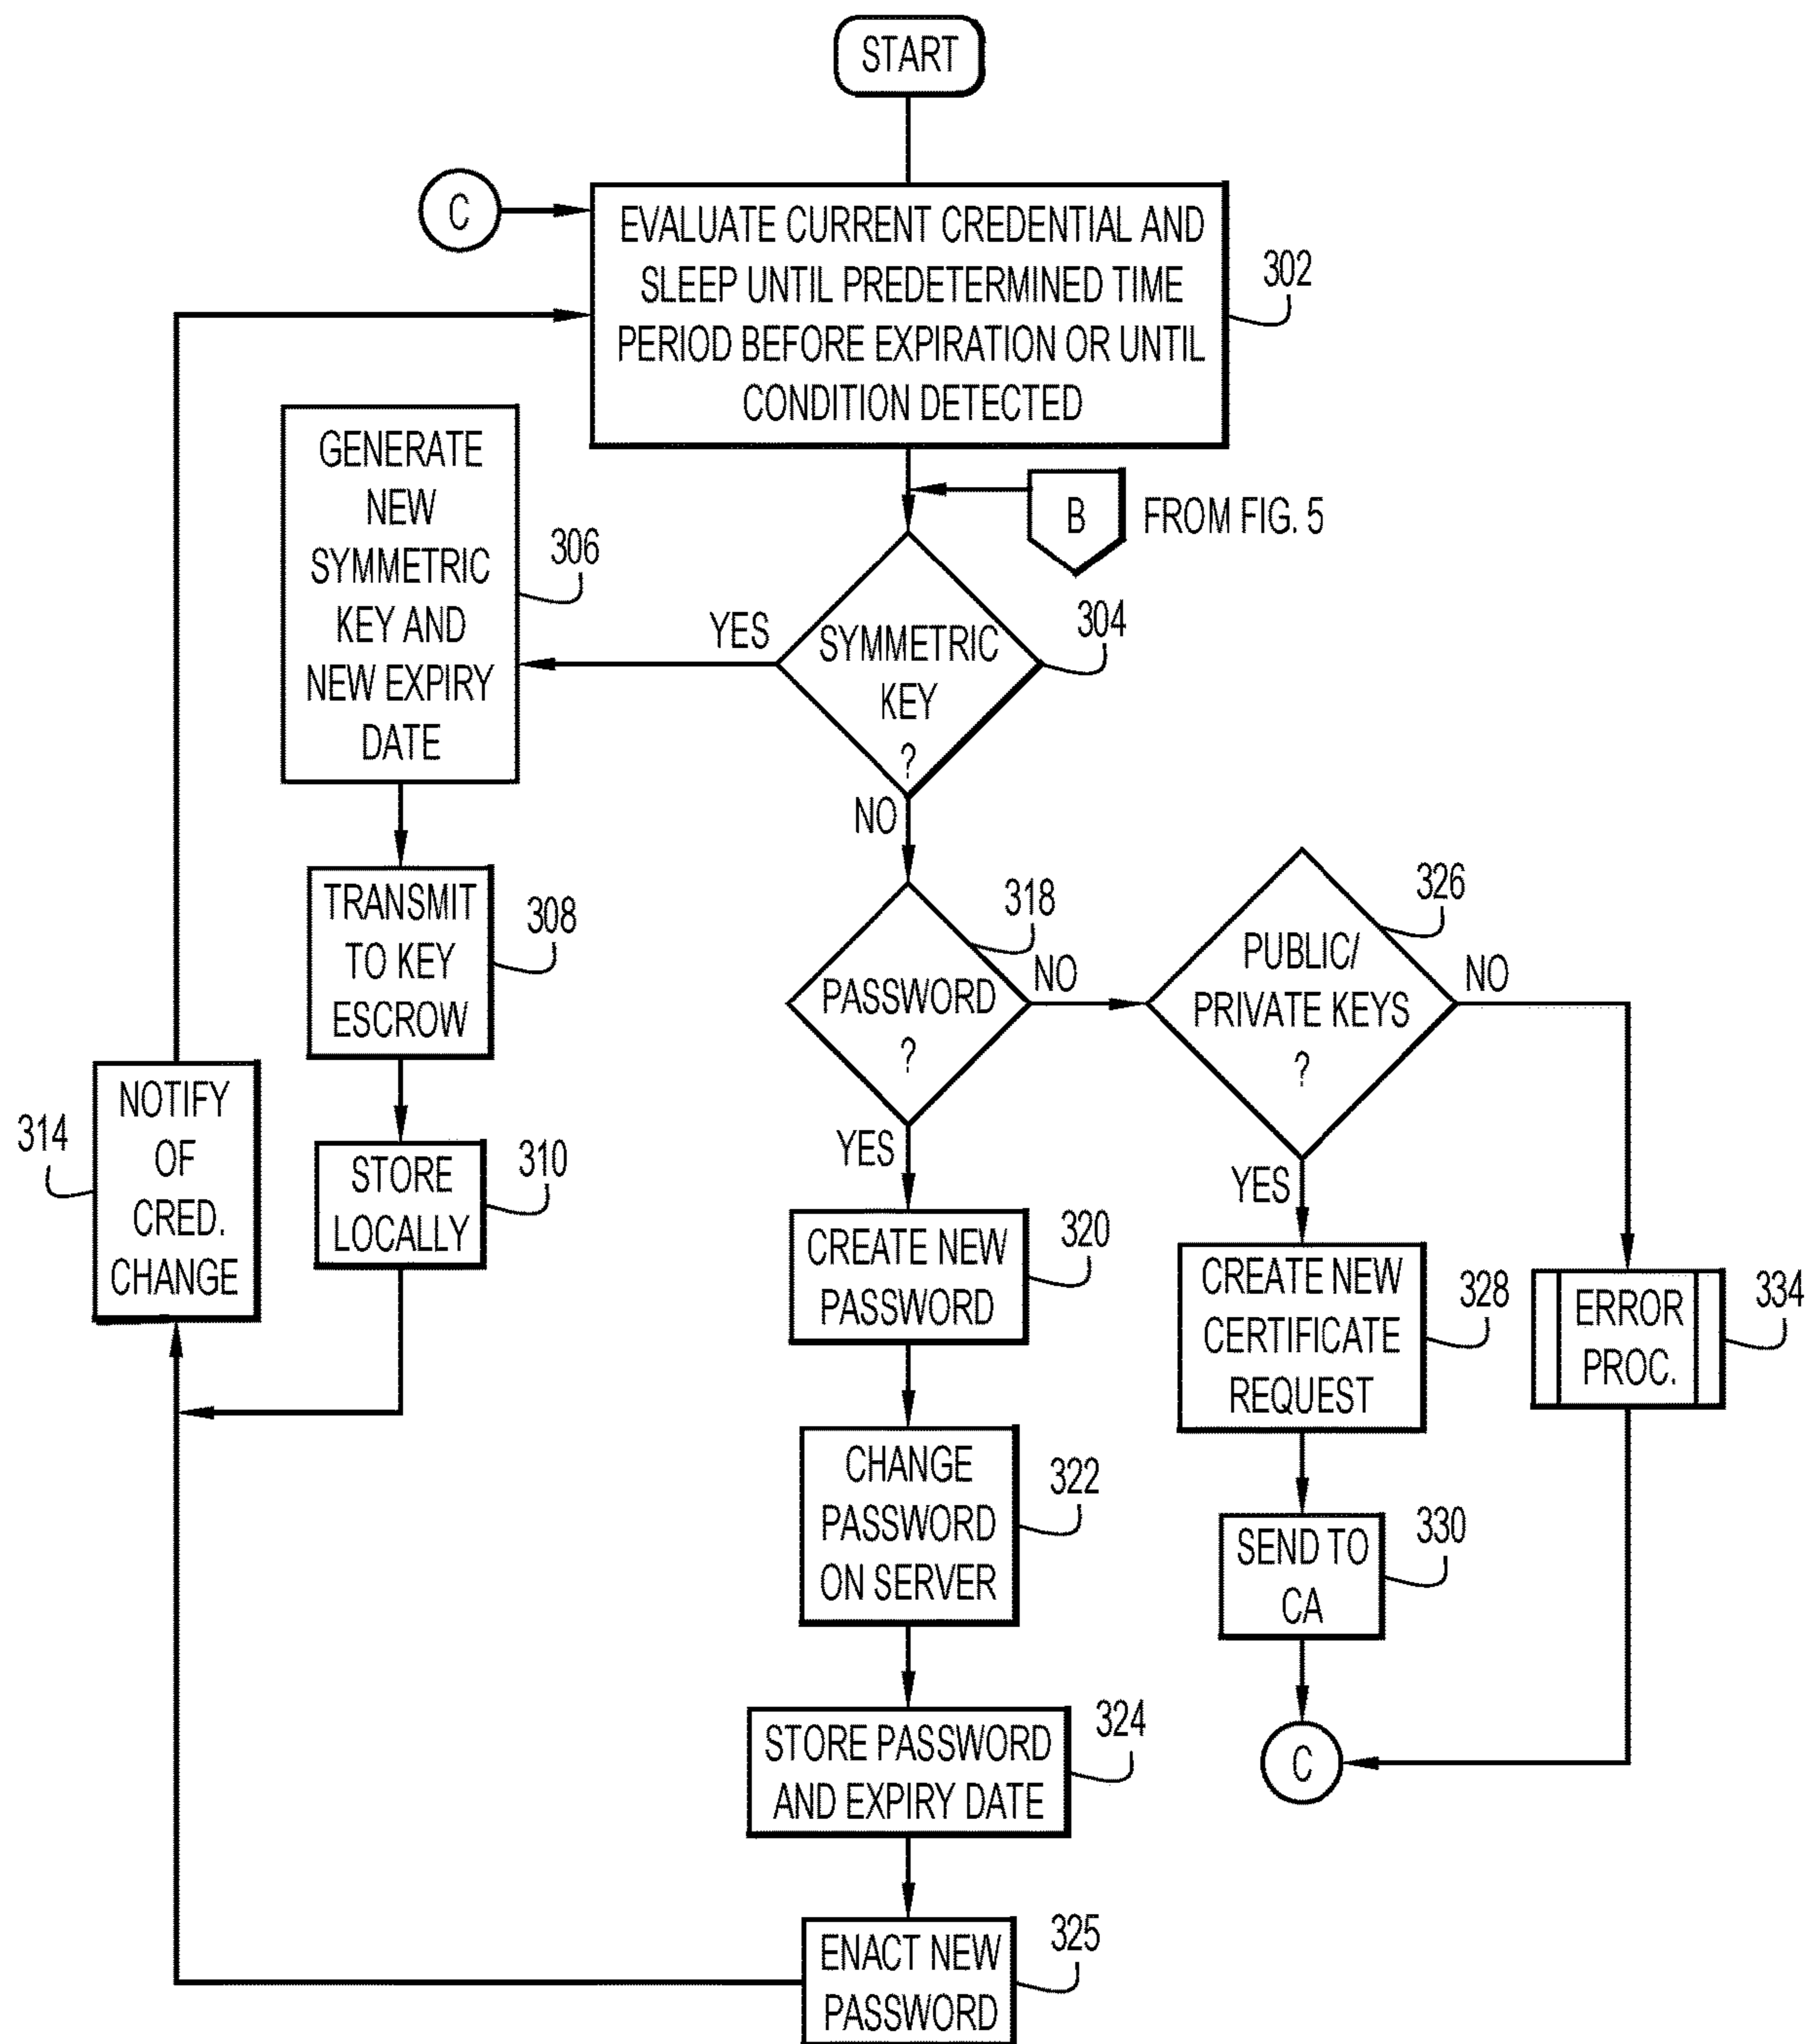 START
C
EVALUATE CURRENT CREDENTIAL AND
SLEEP UNTIL PREDETERMINED TIME
PERIOD BEFORE EXPIRATION OR UNTIL
CONDITION DETECTED
302
B
FROM FIG. 5
SYMMETRIC
KEY
?
304
YES
NO
GENERATE
NEW
SYMMETRIC
KEY AND
NEW EXPIRY
DATE
306
TRANSMIT
TO KEY
ESCROW
308
STORE
LOCALLY
310
NOTIFY
OF
CRED.
CHANGE
314
PASSWORD
?
318
NO
YES
PUBLIC/
PRIVATE KEYS
?
326
NO
YES
CREATE NEW
PASSWORD
320
CHANGE
PASSWORD
ON SERVER
322
STORE PASSWORD
AND EXPIRY DATE
324
ENACT NEW
PASSWORD
325
CREATE NEW
CERTIFICATE
REQUEST
328
SEND TO
CA
330
C
ERROR
PROC.
334